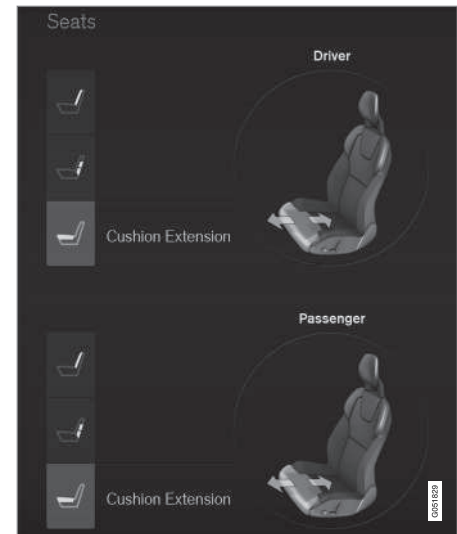 Seats
Driver
Cushion Extension
Passenger
Cushion Extension
G051829